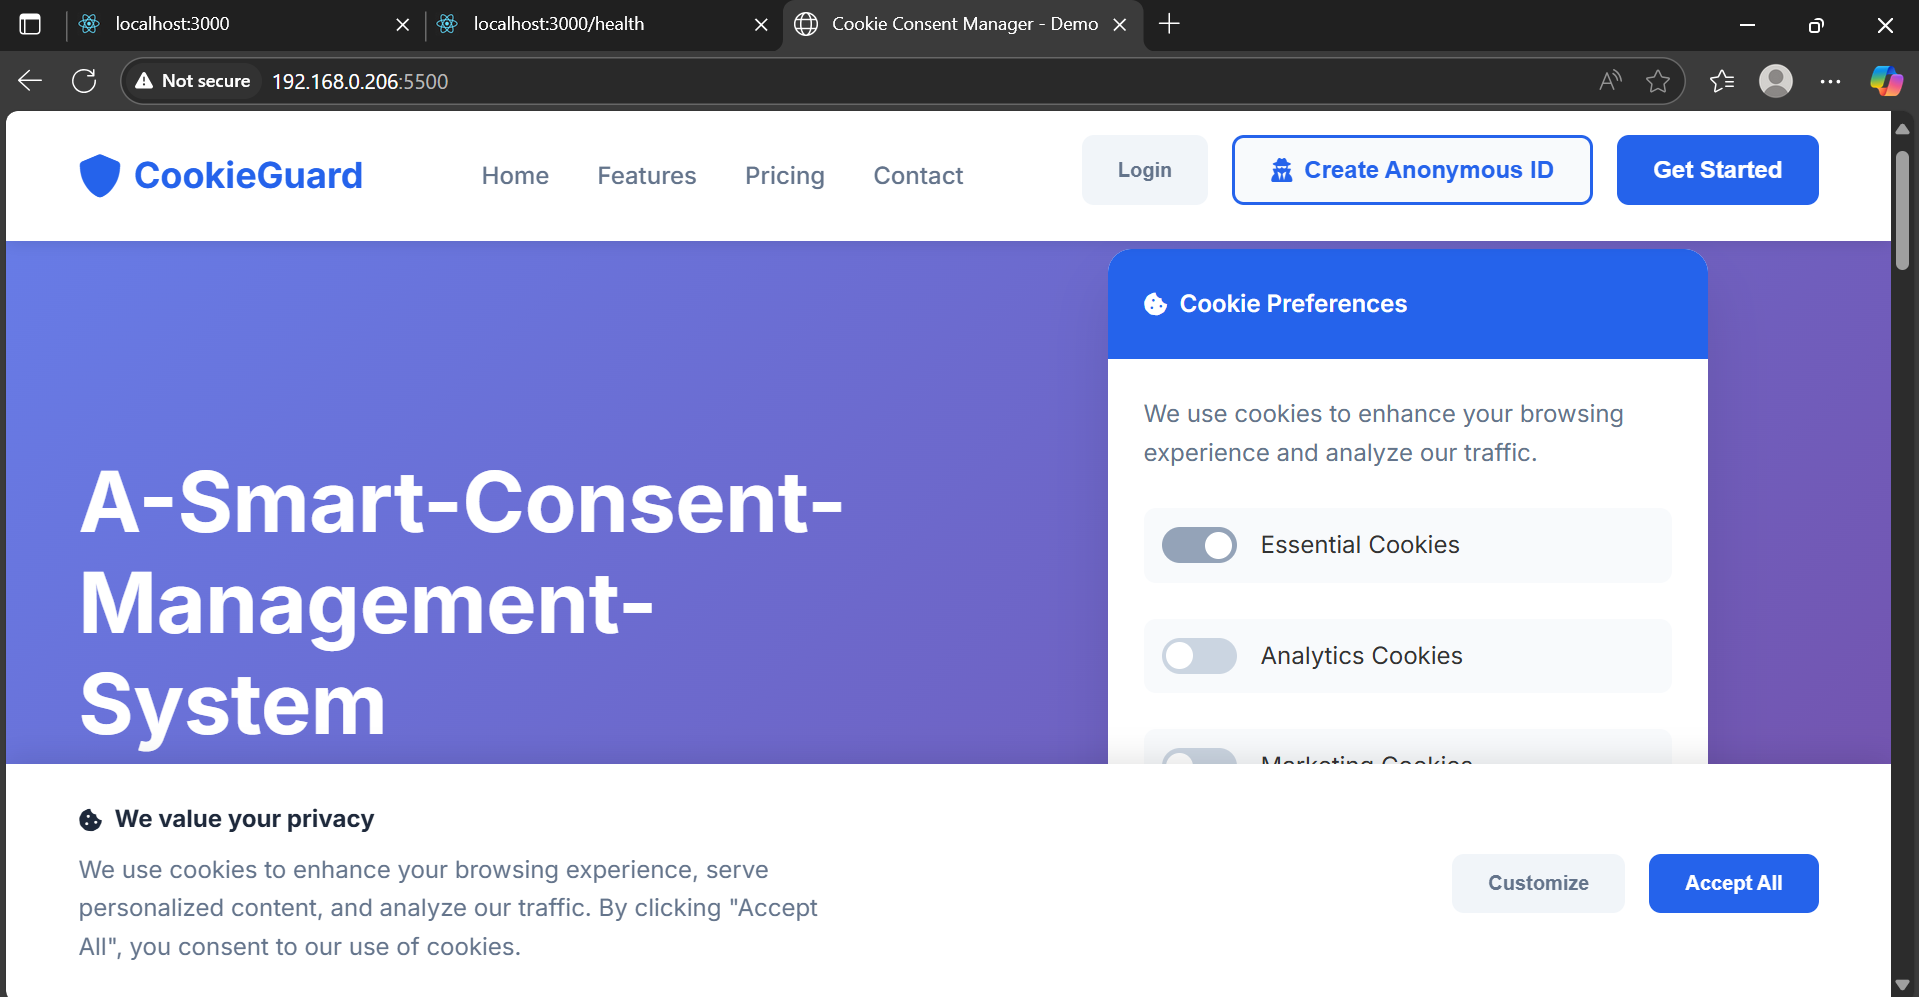 localhost:3000
localhost:3000/health
Cookie Consent Manager - Demo
Not secure
192.168.0.206:5500
CookieGuard
Home
Features
Pricing
Contact
Login
Create Anonymous ID
Get Started
A-Smart-Consent-
Management-
System
Cookie Preferences
We use cookies to enhance your browsing
experience and analyze our traffic.
Essential Cookies
Analytics Cookies
Marketing Cookies
We value your privacy
We use cookies to enhance your browsing experience, serve
personalized content, and analyze our traffic. By clicking "Accept
All", you consent to our use of cookies.
Customize
Accept All